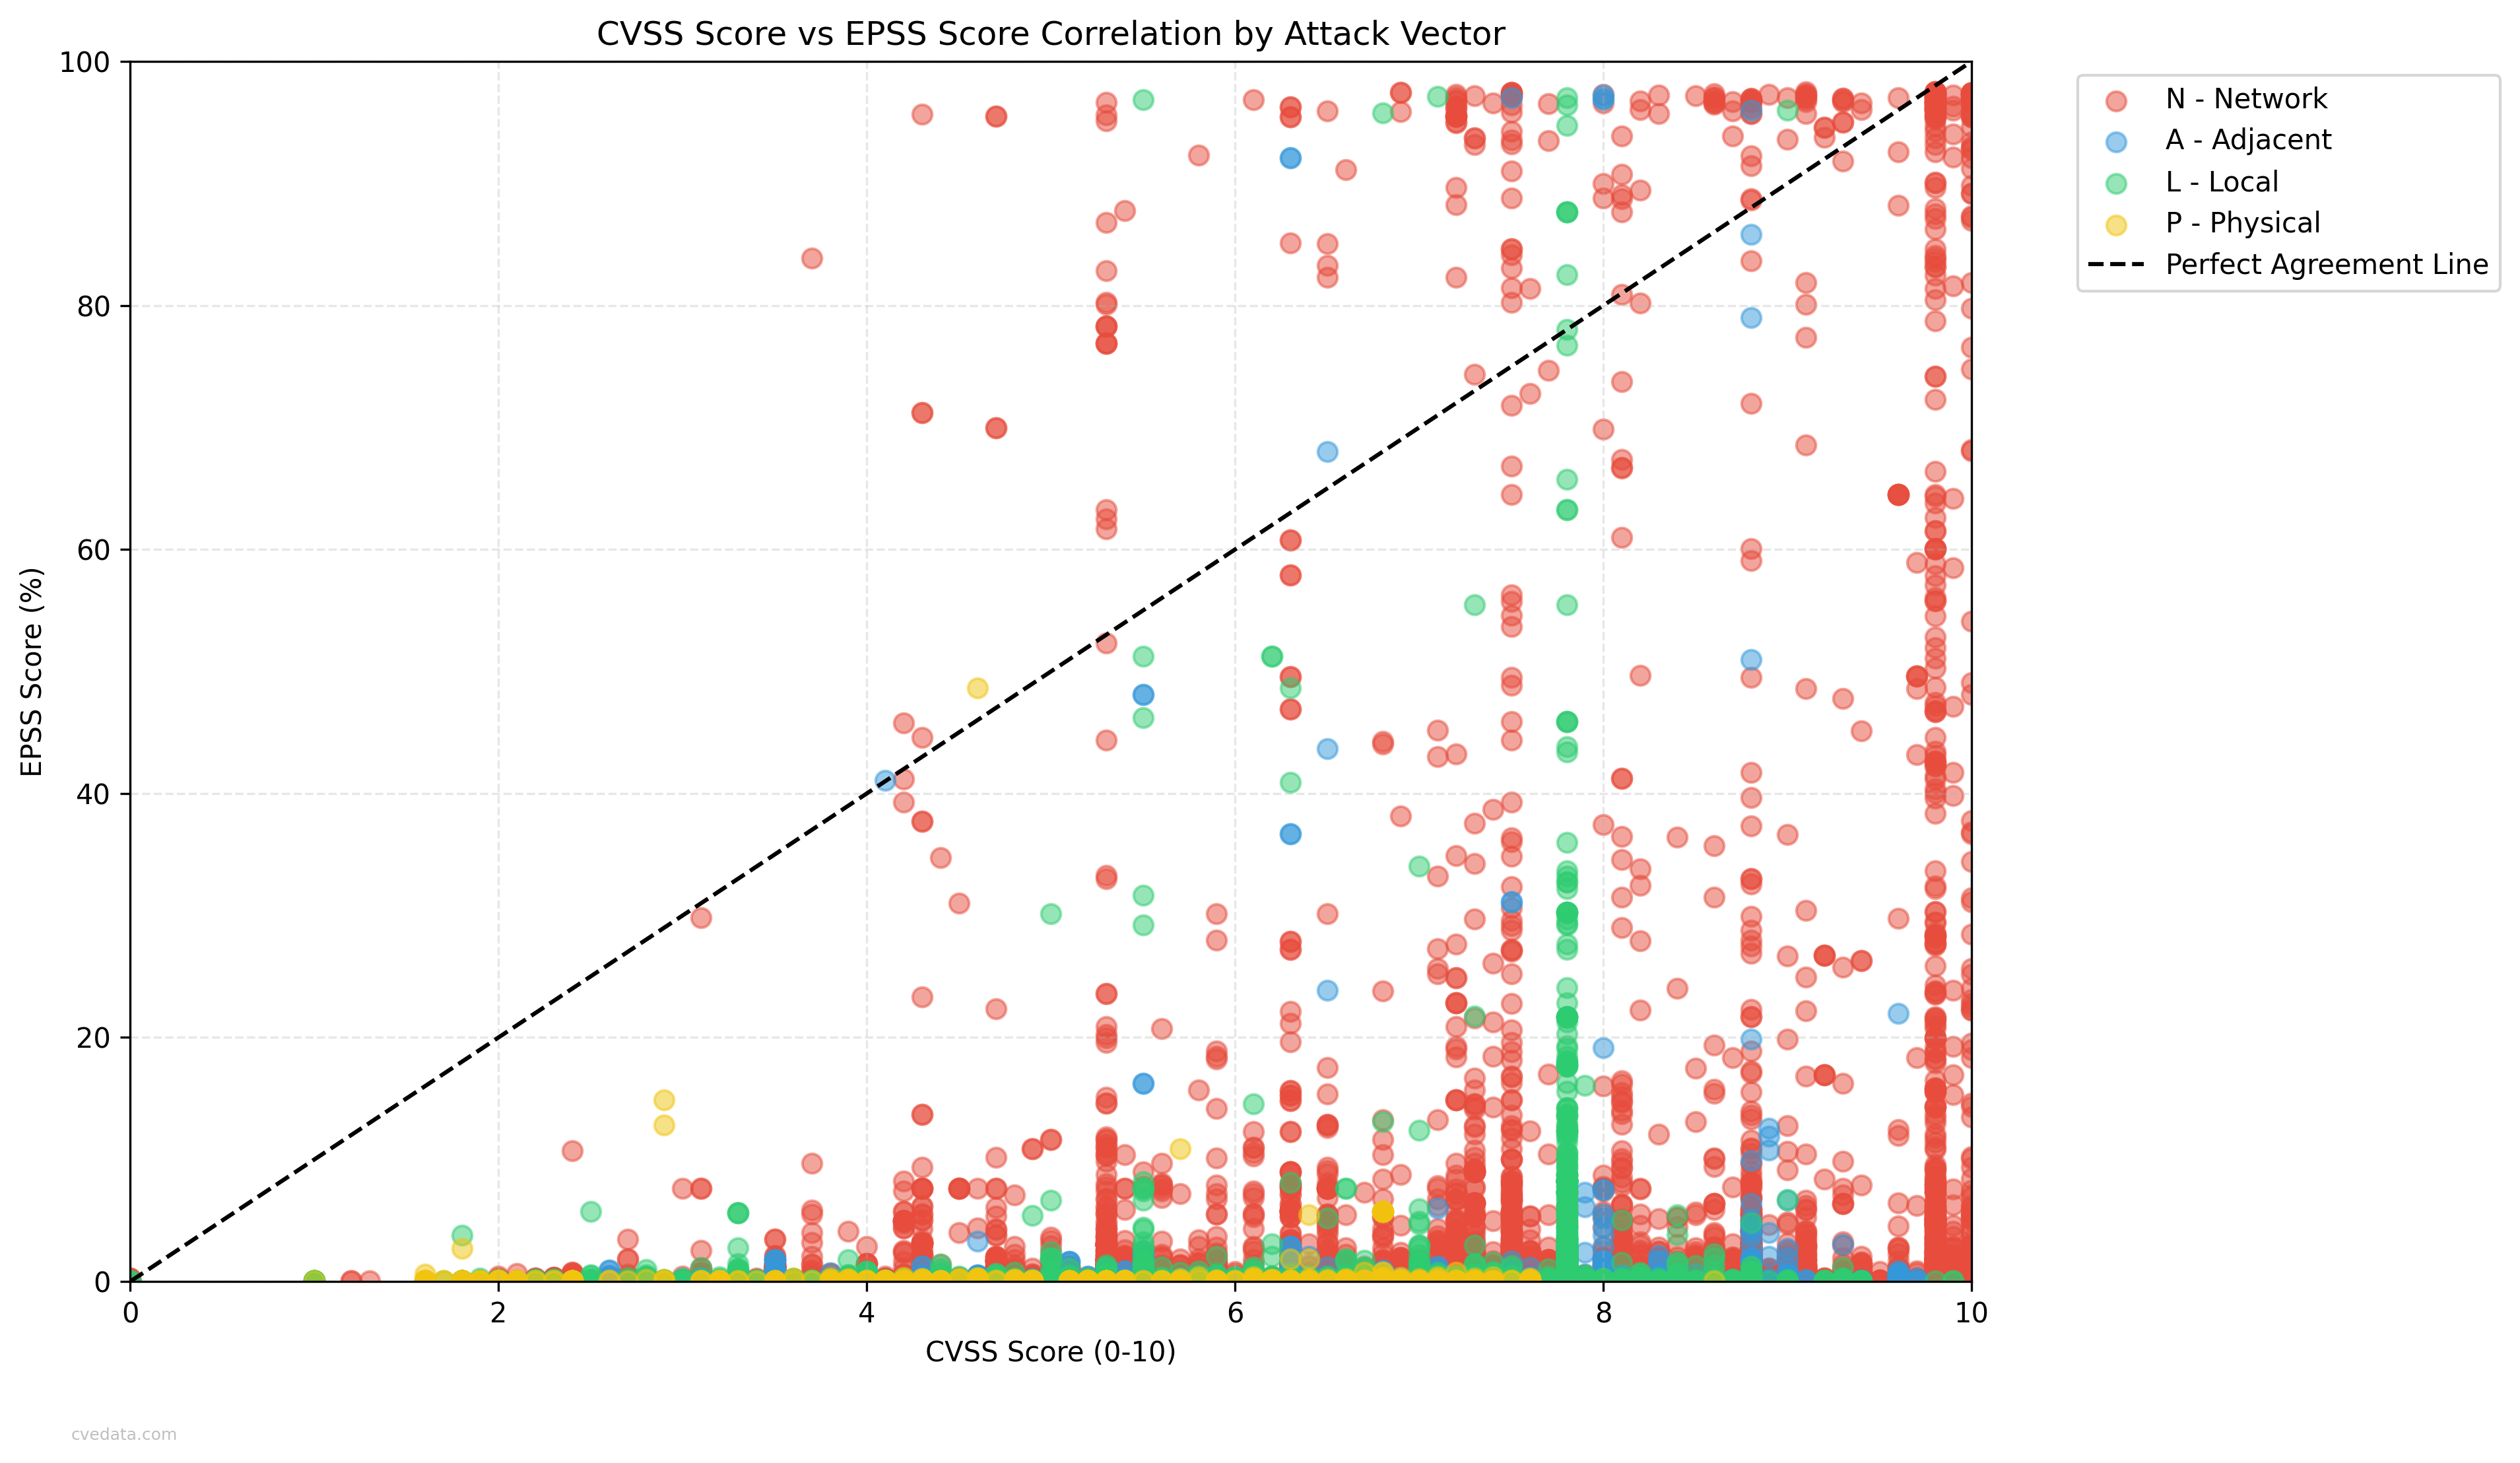 CVSS Score vs EPSS Score Correlation by Attack Vector
100
80
60
40
20
0
EPSS Score (%)
0 2 4 6 8 10
CVSS Score (0-10)
N - Network
A - Adjacent
L - Local
P - Physical
Perfect Agreement Line
cvedata.com